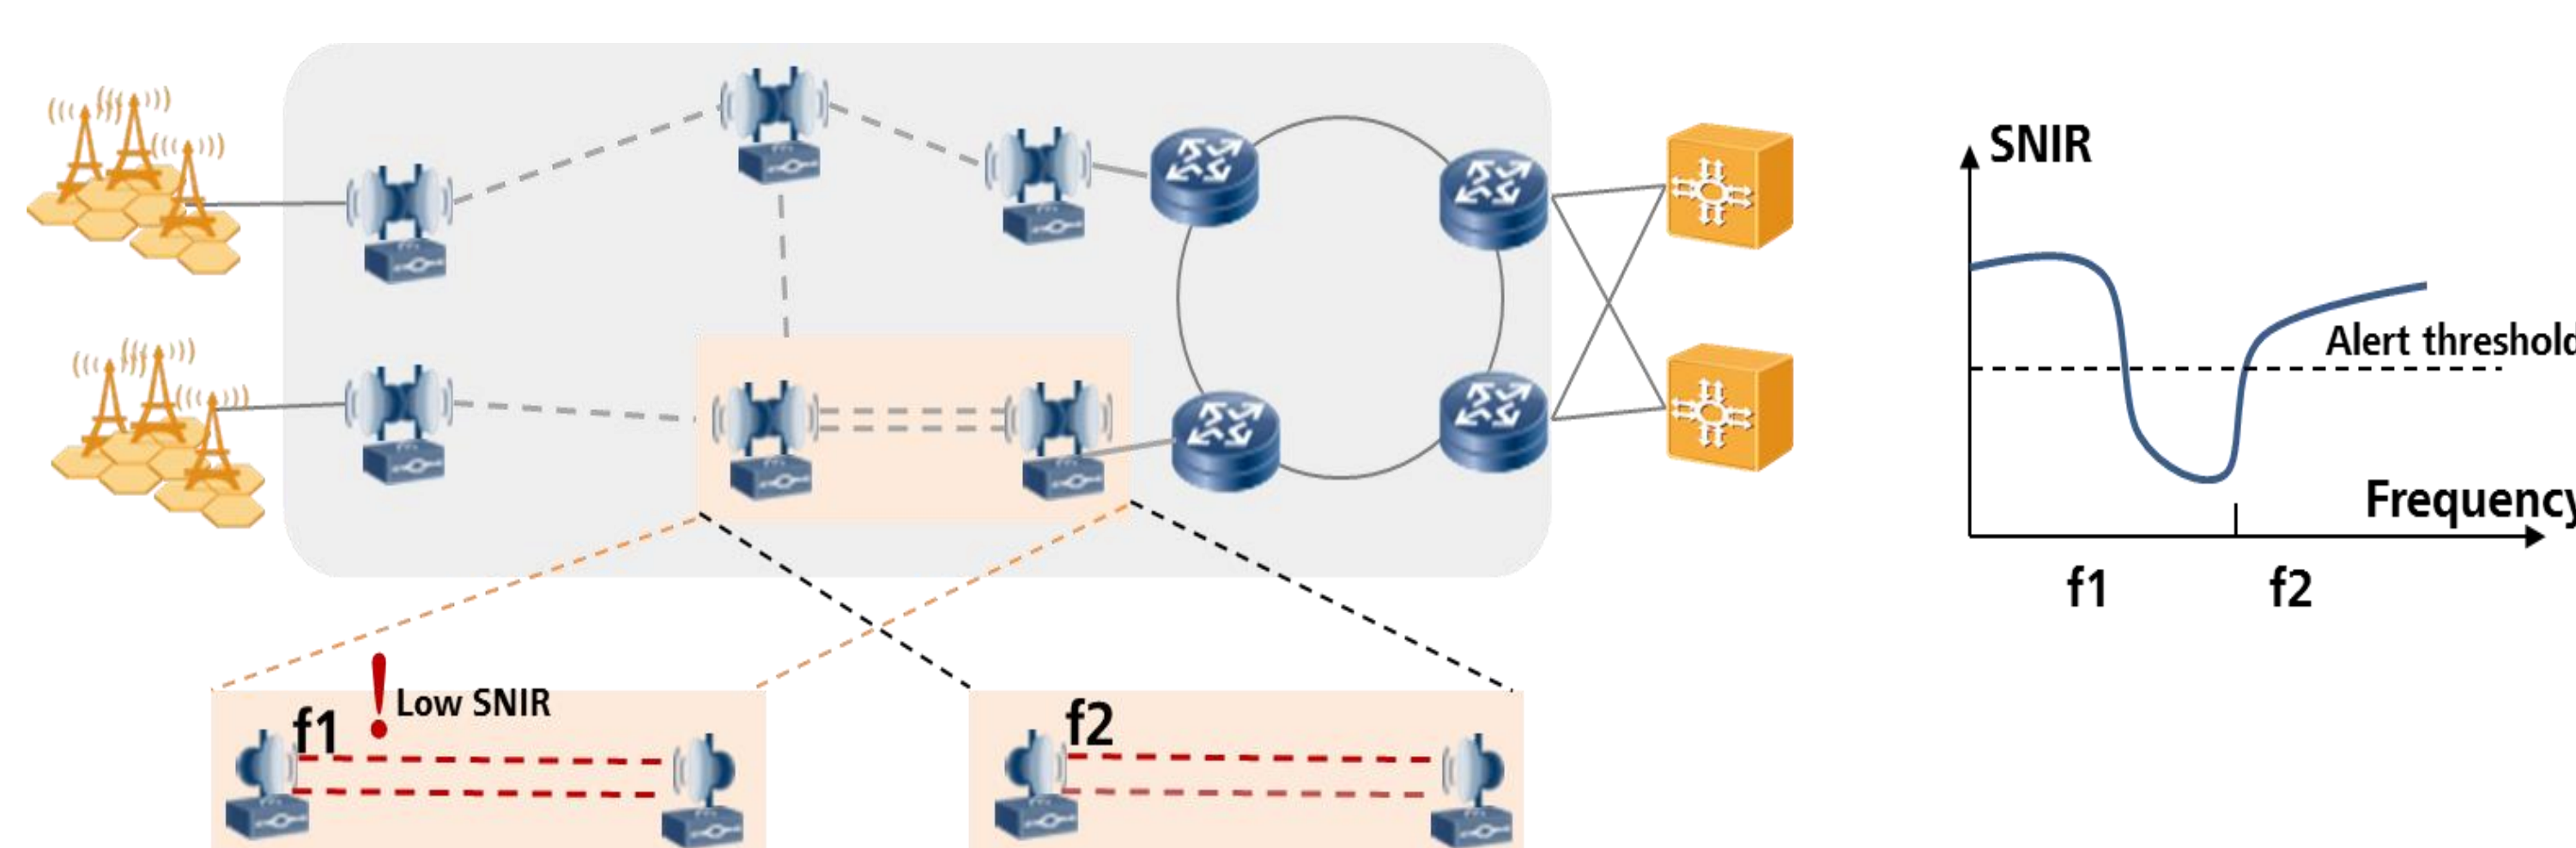 SNIR
Alert threshold
Frequency
f1
f2
f1
Low SNIR
f2